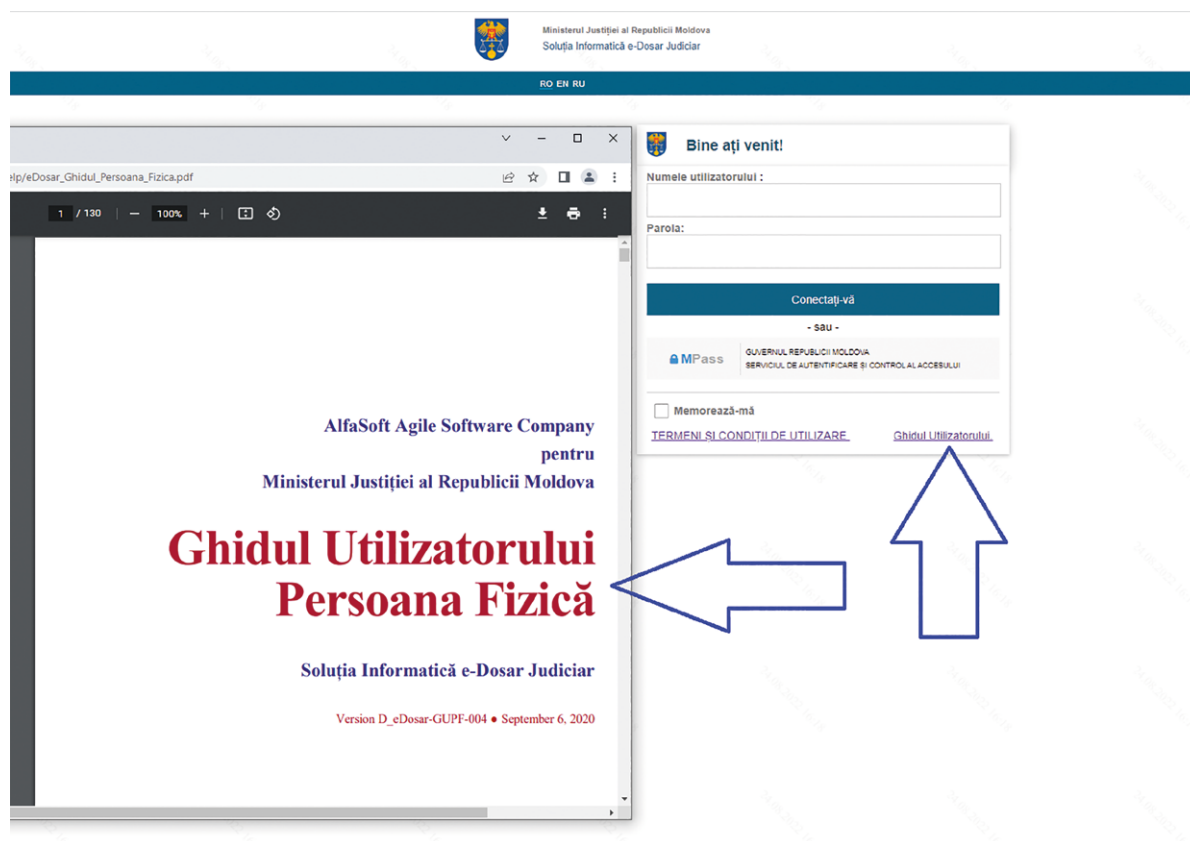 Ministerul Justiției al Republicii Moldova
Soluția Informatică e-Dosar Judiciar
RO EN RU
elp/eDosar_Ghidul_Persoana_Fizica.pdf
1 / 130 | — 100% +
AlfaSoft Agile Software Company
pentru
Ministerul Justiției al Republicii Moldova
Ghidul Utilizatorului
Persoana Fizică
Soluția Informatică e-Dosar Judiciar
Version D_eDosar-GUPF-004 ● September 6, 2020
Bine ați venit!
Numele utilizatorului :
Parola:
Conectați-vă
- sau -
MPass
GUVERNUL REPUBLICII MOLDOVA
SERVICIUL DE AUTENTIFICARE ȘI CONTROL AL ACCESULUI
Memorează-mă
TERMENI ȘI CONDIȚII DE UTILIZARE
Ghidul Utilizatorului